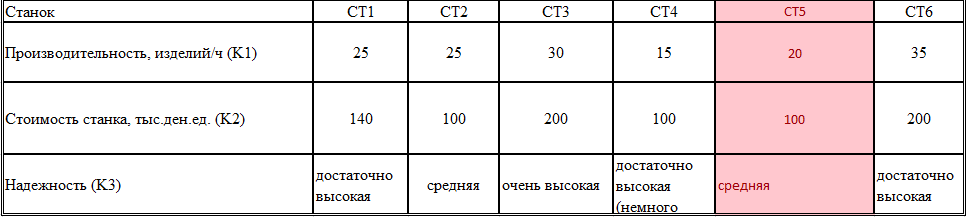 Станок СТ1 СТ2 СТ3 СТ4 СТ5 СТ6
Производительность, изделий/ч (К1) 25 25 30 15 20 35
Стоимость станка, тыс.ден.ед. (К2) 140 100 200 100 100 200
Надежность (К3) достаточно высокая средняя очень высокая достаточно высокая (немного средняя достаточно высокая